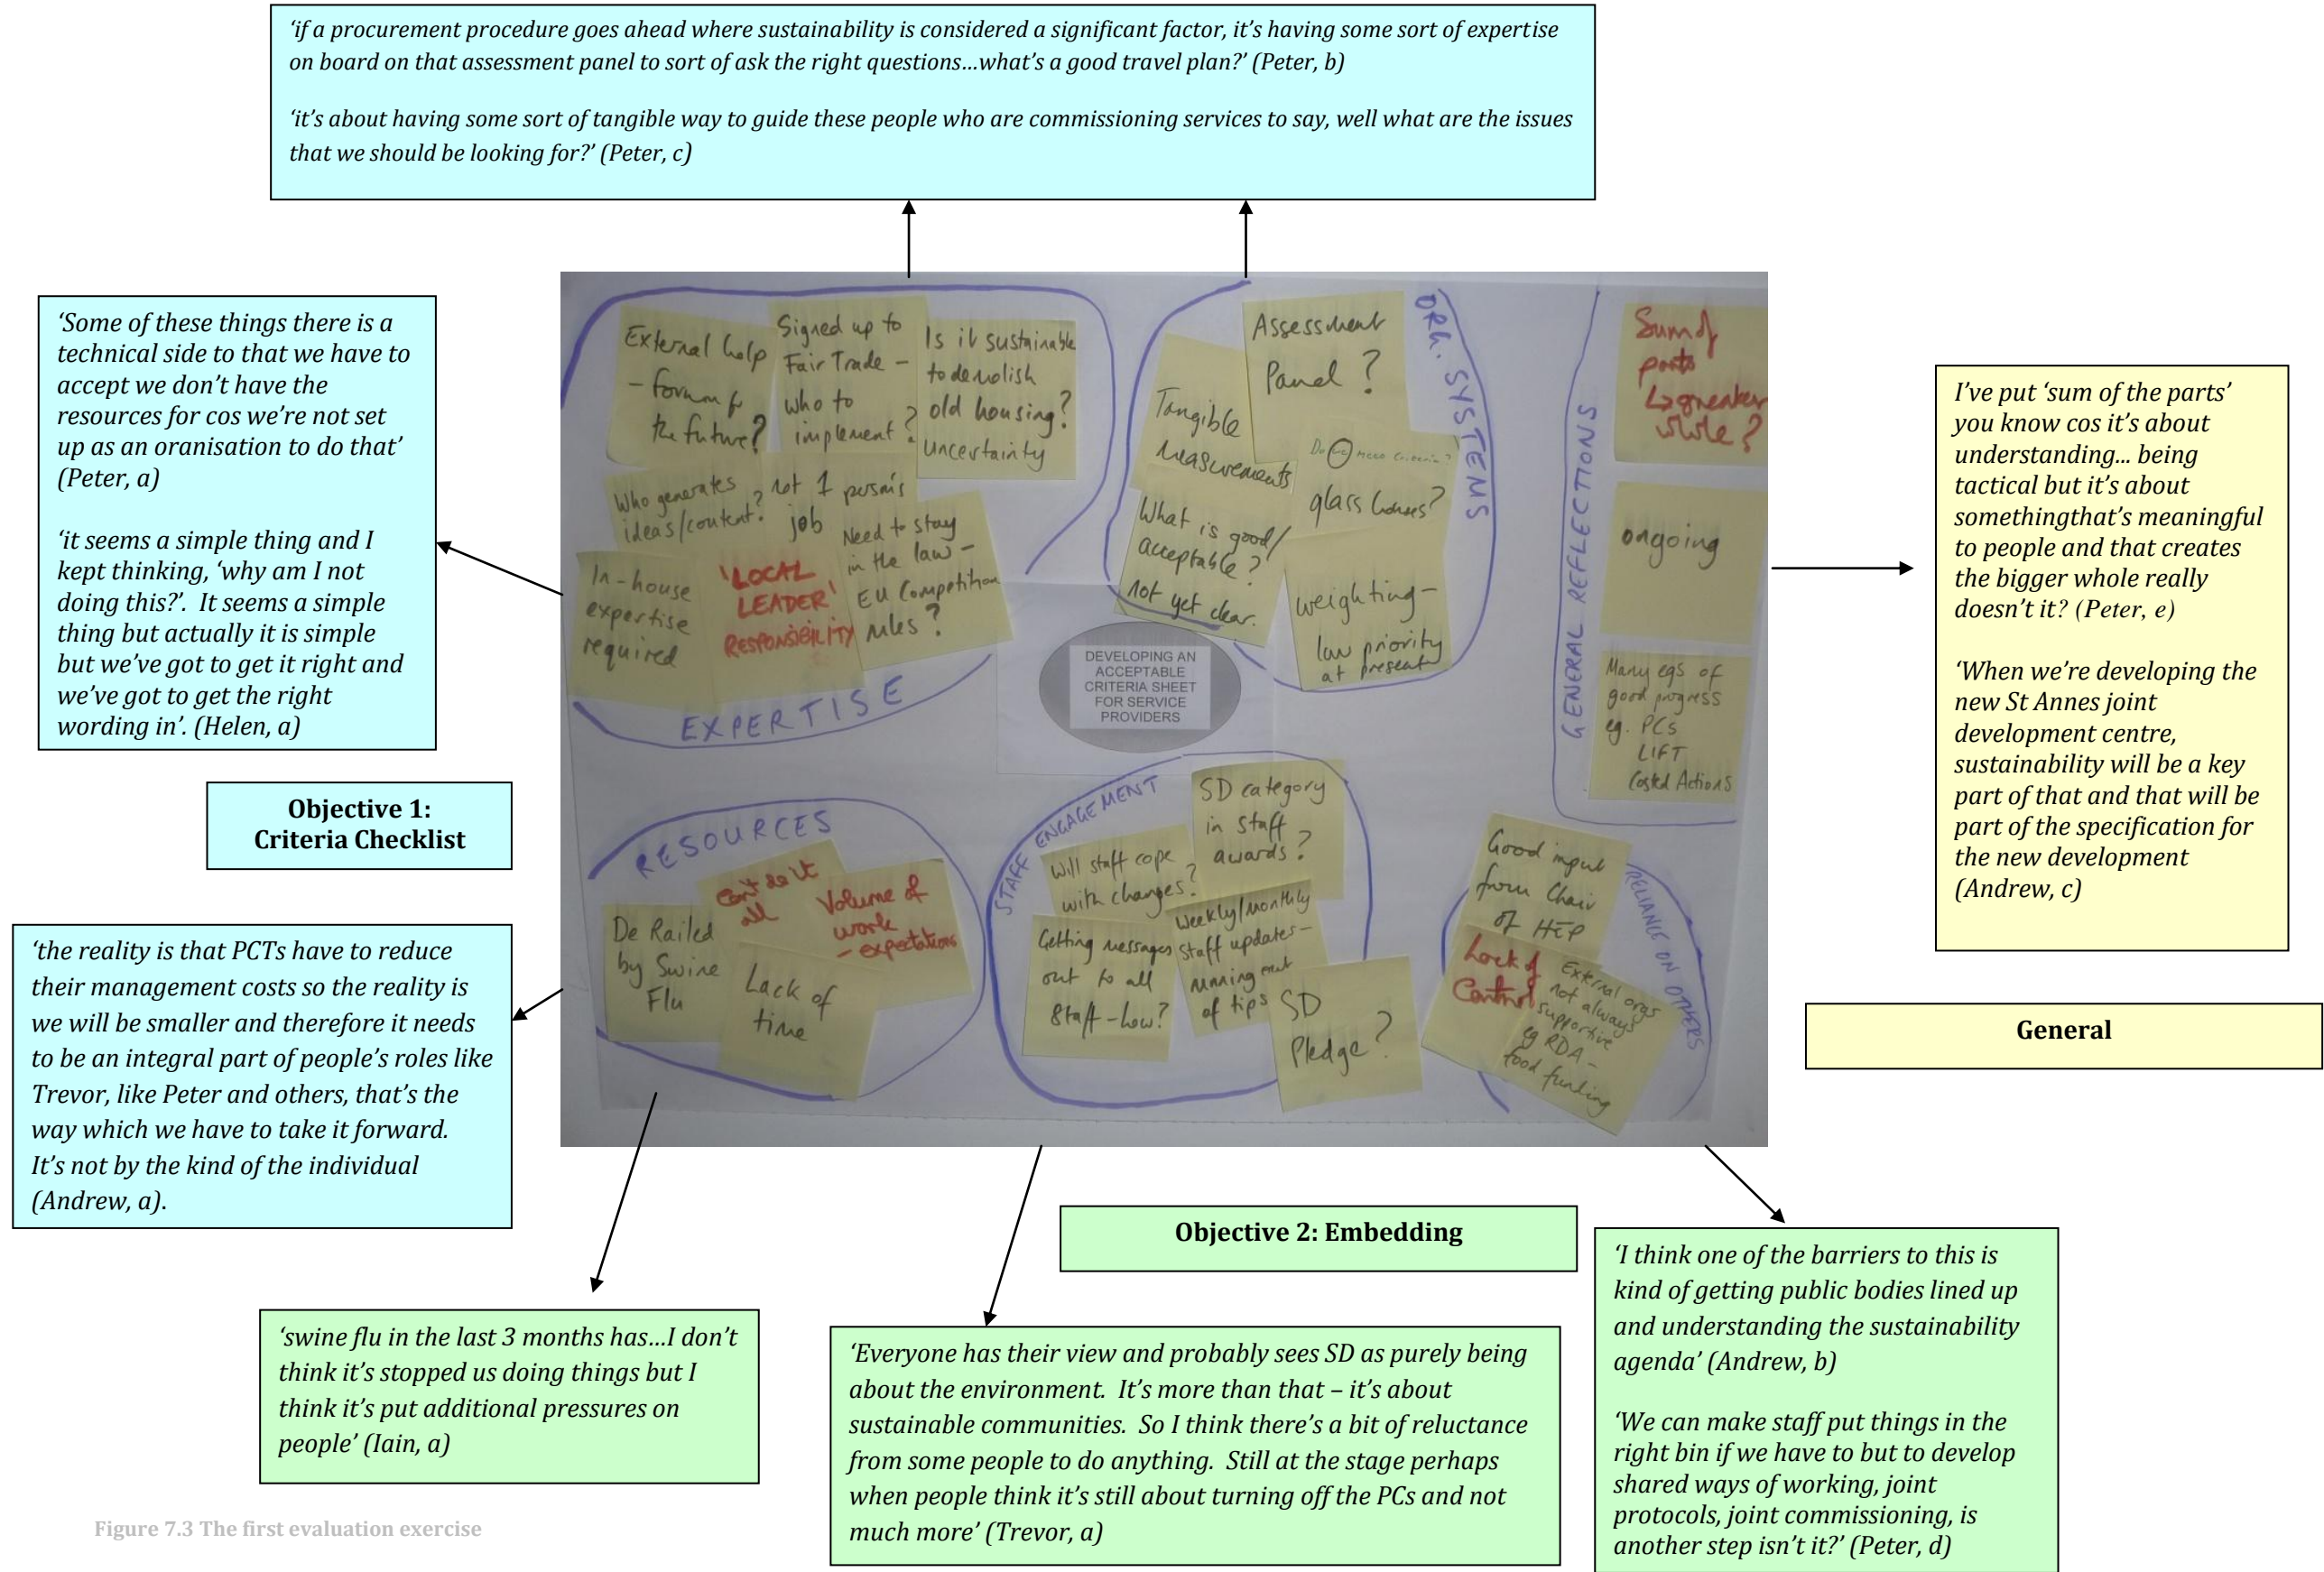 ‘if a procurement procedure goes ahead where sustainability is considered a significant factor, it’s having some sort of expertise
on board on that assessment panel to sort of ask the right questions…what’s a good travel plan?’ (Peter, b)
‘it’s about having some sort of tangible way to guide these people who are commissioning services to say, well what are the issues
that we should be looking for?’ (Peter, c)
‘Some of these things there is a
technical side to that we have to
accept we don’t have the
resources for cos we’re not set
up as an oranisation to do that’
(Peter, a)
‘it seems a simple thing and I
kept thinking, ‘why am I not
doing this?’. It seems a simple
thing but actually it is simple
but we’ve got to get it right and
we’ve got to get the right
wording in’. (Helen, a)
Objective 1:
Criteria Checklist
‘the reality is that PCTs have to reduce
their management costs so the reality is
we will be smaller and therefore it needs
to be an integral part of people’s roles like
Trevor, like Peter and others, that’s the
way which we have to take it forward.
It’s not by the kind of the individual
(Andrew, a).
External help
– forum for
the future?
Signed up to
Fair Trade –
who to
implement?
Is it sustainable
to demolish
old housing?
Uncertainty
Who generates
ideas/content?
not 1 person's
job
Need to stay
in the law –
EU Competition
rules?
In-house
expertise
required
'LOCAL
LEADER'
RESPONSIBILITY
EXPERTISE
Assessment
Panel?
ORG. SYSTEMS
Tangible
measurements
Do we meet criteria?
glass houses?
What is good/
acceptable?
not yet clear.
weighting –
low priority
at present
DEVELOPING AN
ACCEPTABLE
CRITERIA SHEET
FOR SERVICE
PROVIDERS
GENERAL REFLECTIONS
Sum of
parts
greater
whole?
ongoing
Many egs of
good progress
eg. PCs
LIFT
Costed Actions
RESOURCES
Can't do it
all
Volume of
work
– expectations
De Railed
by Swine
Flu
Lack of
time
STAFF ENGAGEMENT
SD category
in staff
awards?
Will staff cope
with changes?
Getting messages
out to all
staff – how?
Weekly/monthly
staff updates –
running out
of tips
SD
Pledge?
Good input
from Chair
of HEP
RELIANCE ON OTHERS
Lack of
Control
External orgs
not always
supportive
eg RDA –
food funding
I’ve put ‘sum of the parts’
you know cos it’s about
understanding... being
tactical but it’s about
somethingthat’s meaningful
to people and that creates
the bigger whole really
doesn’t it? (Peter, e)
‘When we’re developing the
new St Annes joint
development centre,
sustainability will be a key
part of that and that will be
part of the specification for
the new development
(Andrew, c)
General
Objective 2: Embedding
‘swine flu in the last 3 months has…I don’t
think it’s stopped us doing things but I
think it’s put additional pressures on
people’ (Iain, a)
‘Everyone has their view and probably sees SD as purely being
about the environment. It’s more than that – it’s about
sustainable communities. So I think there’s a bit of reluctance
from some people to do anything. Still at the stage perhaps
when people think it’s still about turning off the PCs and not
much more’ (Trevor, a)
‘I think one of the barriers to this is
kind of getting public bodies lined up
and understanding the sustainability
agenda’ (Andrew, b)
‘We can make staff put things in the
right bin if we have to but to develop
shared ways of working, joint
protocols, joint commissioning, is
another step isn’t it?’ (Peter, d)
Figure 7.3 The first evaluation exercise